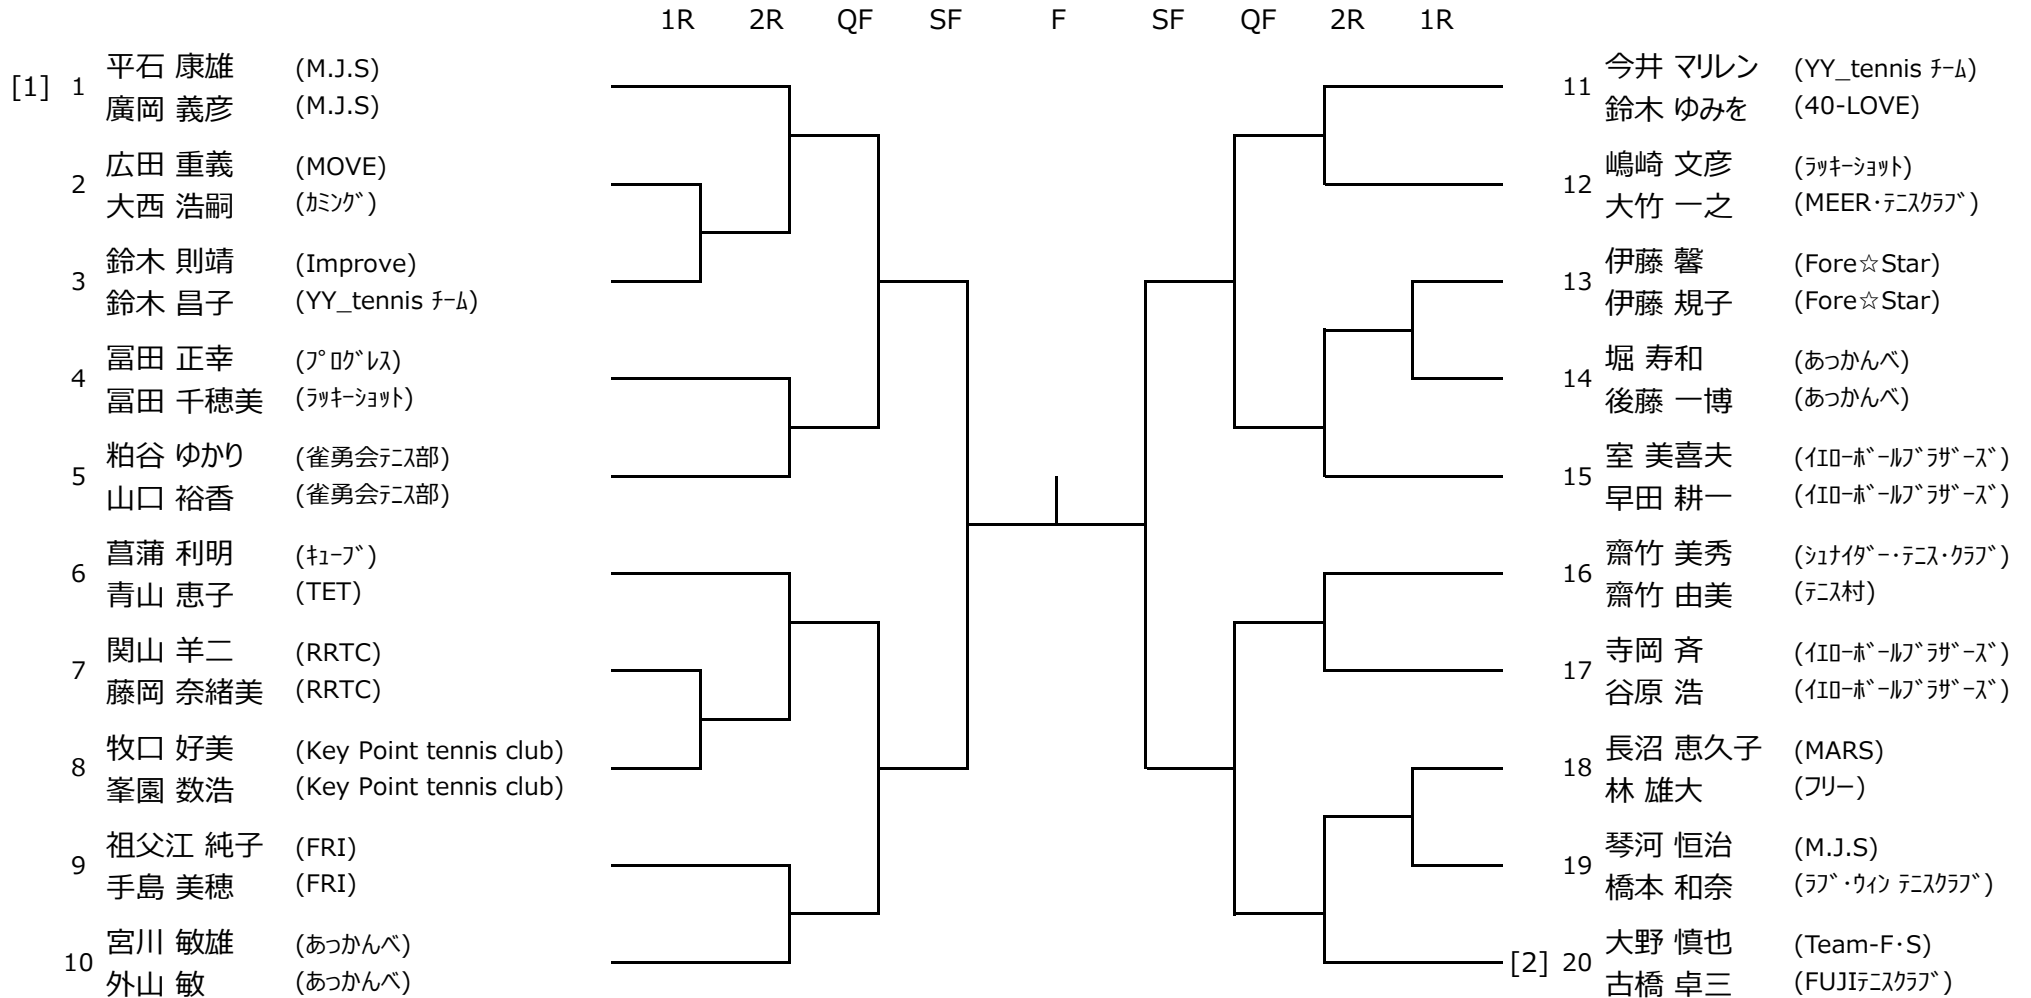 1R 2R QF SF F SF QF 2R 1R
[1] 1
平石 康雄 (M.J.S)
廣岡 義彦 (M.J.S)
2
広田 重義 (MOVE)
大西 浩嗣 (ｶﾐﾝｸﾞ)
3
鈴木 則靖 (Improve)
鈴木 昌子 (YY_tennis ﾁｰﾑ)
4
冨田 正幸 (ﾌﾟﾛｸﾞﾚｽ)
冨田 千穂美 (ﾗｯｷｰｼｮｯﾄ)
5
粕谷 ゆかり (雀勇会ﾃﾆｽ部)
山口 裕香 (雀勇会ﾃﾆｽ部)
6
菖蒲 利明 (ｷｭｰﾌﾞ)
青山 恵子 (TET)
7
関山 羊二 (RRTC)
藤岡 奈緒美 (RRTC)
8
牧口 好美 (Key Point tennis club)
峯園 数浩 (Key Point tennis club)
9
祖父江 純子 (FRI)
手島 美穂 (FRI)
10
宮川 敏雄 (あっかんべ)
外山 敏 (あっかんべ)
11
今井 マリレン (YY_tennis ﾁｰﾑ)
鈴木 ゆみを (40-LOVE)
12
嶋崎 文彦 (ﾗｯｷｰｼｮｯﾄ)
大竹 一之 (MEER･ﾃﾆｽｸﾗﾌﾞ)
13
伊藤 馨 (Fore☆Star)
伊藤 規子 (Fore☆Star)
14
堀 寿和 (あっかんべ)
後藤 一博 (あっかんべ)
15
室 美喜夫 (ｲｴﾛｰﾎﾞｰﾙﾌﾞﾗｻﾞｰｽﾞ)
早田 耕一 (ｲｴﾛｰﾎﾞｰﾙﾌﾞﾗｻﾞｰｽﾞ)
16
齋竹 美秀 (ｼｭﾅｲﾀﾞｰ･ﾃﾆｽ･ｸﾗﾌﾞ)
齋竹 由美 (ﾃﾆｽ村)
17
寺岡 斉 (ｲｴﾛｰﾎﾞｰﾙﾌﾞﾗｻﾞｰｽﾞ)
谷原 浩 (ｲｴﾛｰﾎﾞｰﾙﾌﾞﾗｻﾞｰｽﾞ)
18
長沼 恵久子 (MARS)
林 雄大 (ﾌﾘｰ)
19
琴河 恒治 (M.J.S)
橋本 和奈 (ﾗﾌﾞ･ｳｨﾝ ﾃﾆｽｸﾗﾌﾞ)
[2] 20
大野 慎也 (Team-F･S)
古橋 卓三 (FUJIﾃﾆｽｸﾗﾌﾞ)